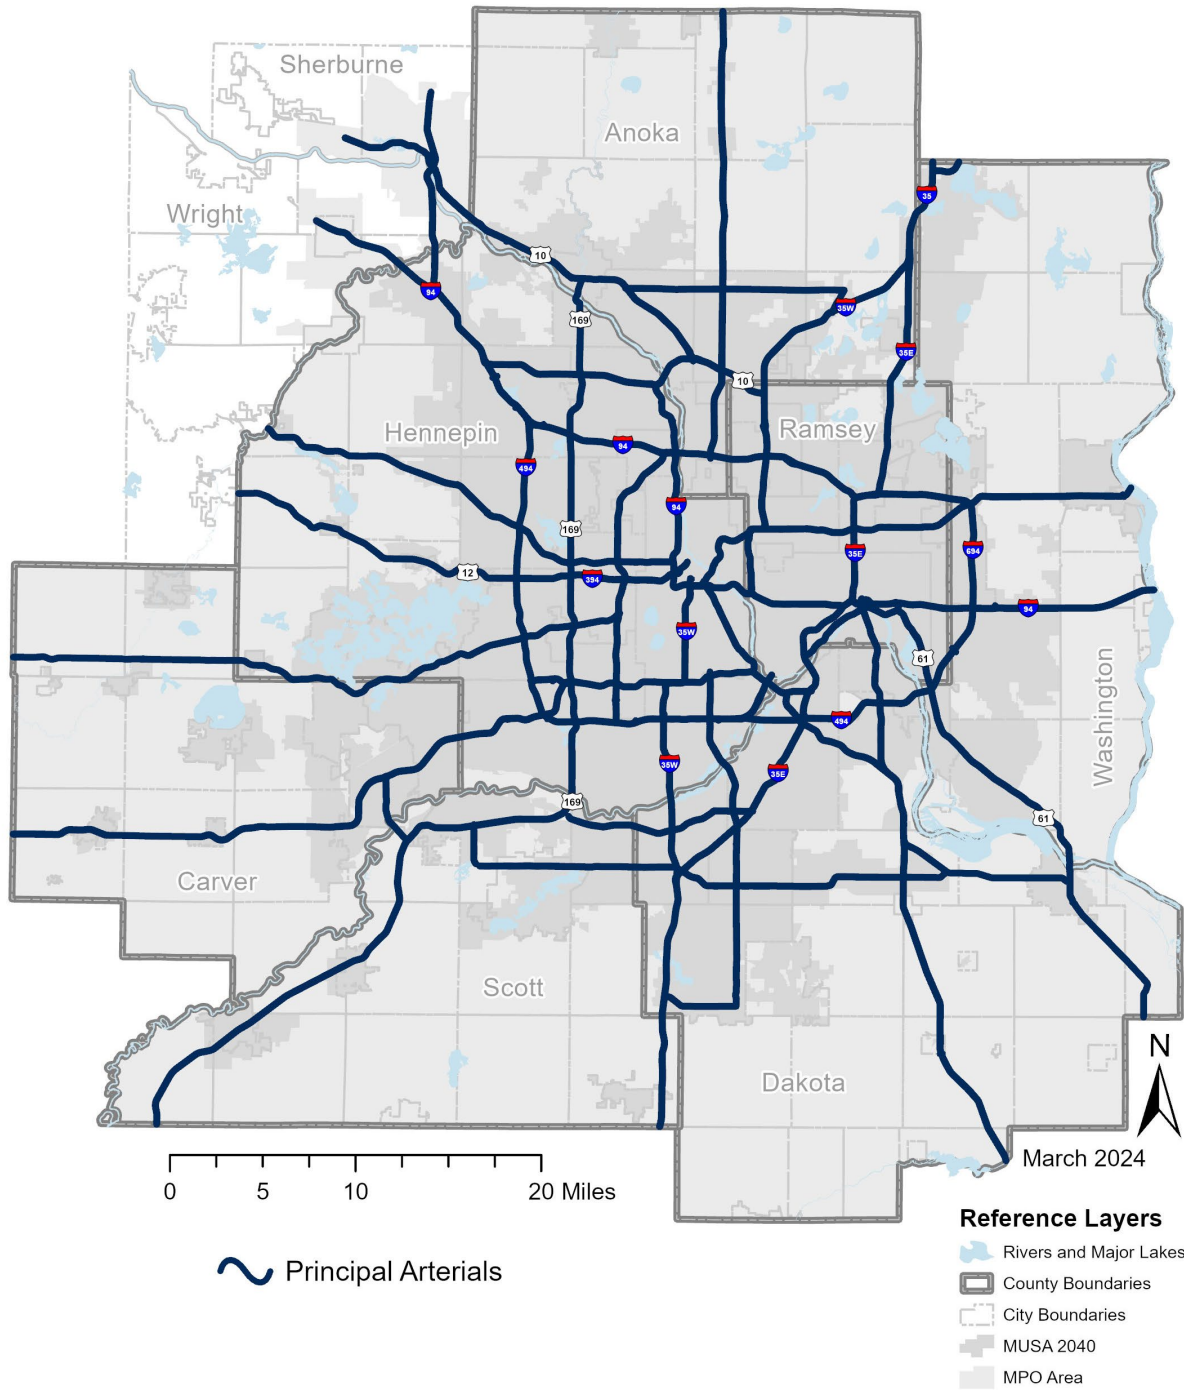 Sherburne
Anoka
Wright
35
10
94
35W
169
35E
10
Ramsey
Hennepin
94
494
94
169
35E
694
12
394
94
35W
61
Washington
494
35W
35E
169
61
Carver
Scott
N
Dakota
March 2024
0 5 10 20 Miles
Reference Layers
Principal Arterials
Rivers and Major Lakes
County Boundaries
City Boundaries
MUSA 2040
MPO Area